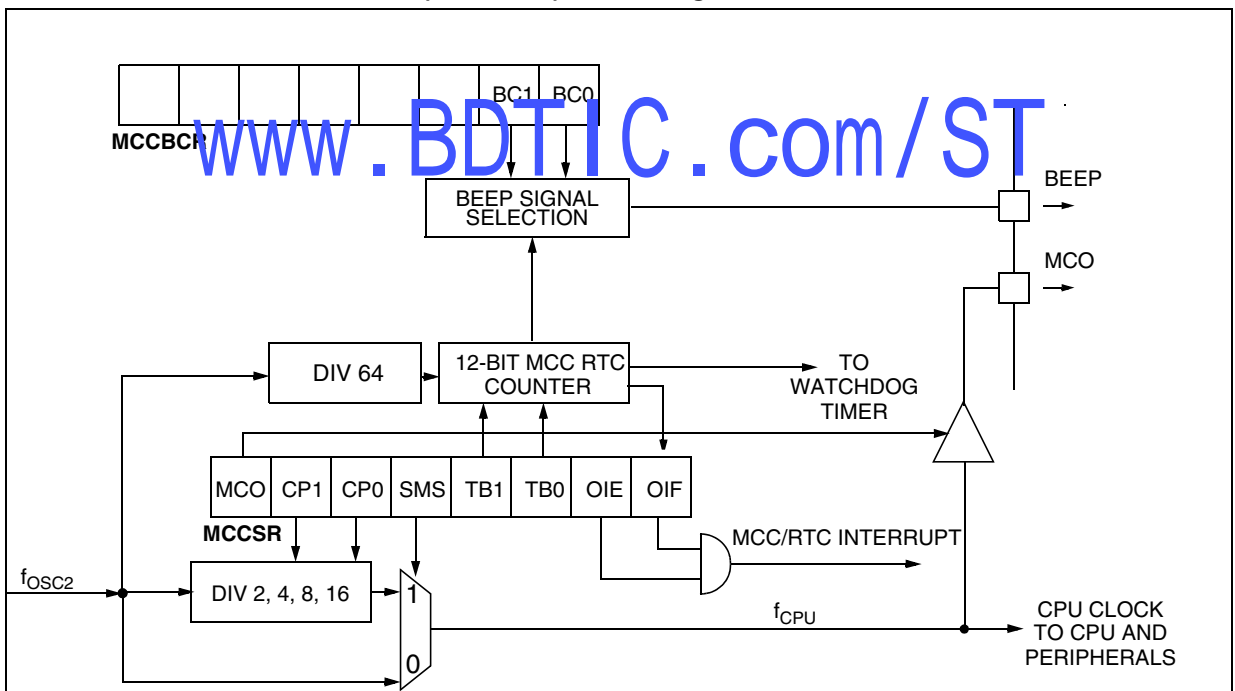 BC1 BC0
MCCBCR
www.BDTIC.com/ST
BEEP SIGNAL
SELECTION
BEEP
MCO
DIV 64
12-BIT MCC RTC
COUNTER
TO
WATCHDOG
TIMER
MCO CP1 CP0 SMS TB1 TB0 OIE OIF
MCCSR
MCC/RTC INTERRUPT
fOSC2
DIV 2, 4, 8, 16
1
0
fCPU
CPU CLOCK
TO CPU AND
PERIPHERALS